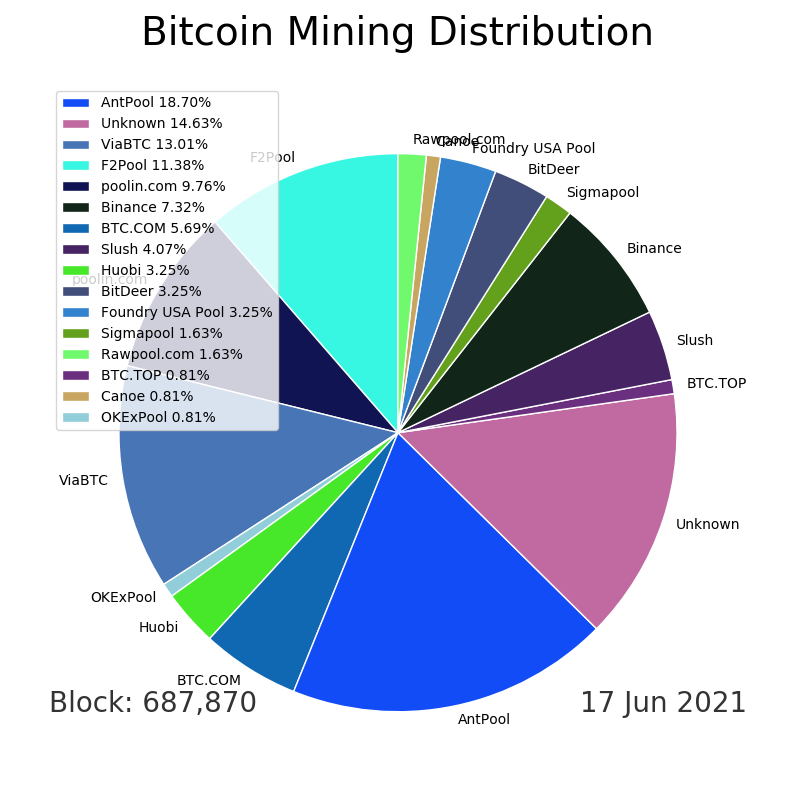 Bitcoin Mining Distribution
AntPool 18.70%
Unknown 14.63%
ViaBTC 13.01%
F2Pool 11.38%
poolin.com 9.76%
Binance 7.32%
BTC.COM 5.69%
Slush 4.07%
Huobi 3.25%
BitDeer 3.25%
Foundry USA Pool 3.25%
Sigmapool 1.63%
Rawpool.com 1.63%
BTC.TOP 0.81%
Canoe 0.81%
OKExPool 0.81%
Rawpool.com
Canoe
Foundry USA Pool
BitDeer
Sigmapool
Binance
Slush
BTC.TOP
Unknown
AntPool
BTC.COM
Huobi
OKExPool
ViaBTC
poolin.com
F2Pool
Block: 687,870
17 Jun 2021